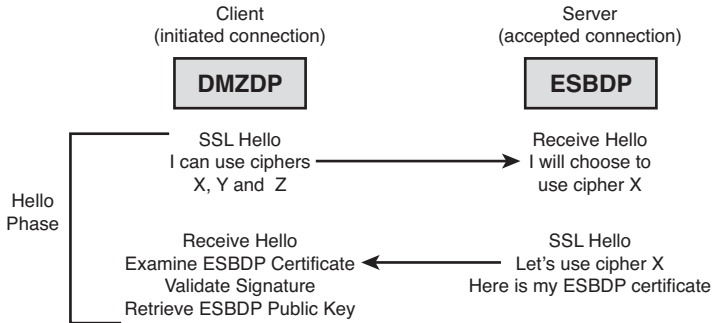 Client
(initiated connection)
Server
(accepted connection)
DMZDP
ESBDP
Hello
Phase
SSL Hello
I can use ciphers
X, Y and Z
Receive Hello
I will choose to
use cipher X
Receive Hello
Examine ESBDP Certificate
Validate Signature
Retrieve ESBDP Public Key
SSL Hello
Let's use cipher X
Here is my ESBDP certificate